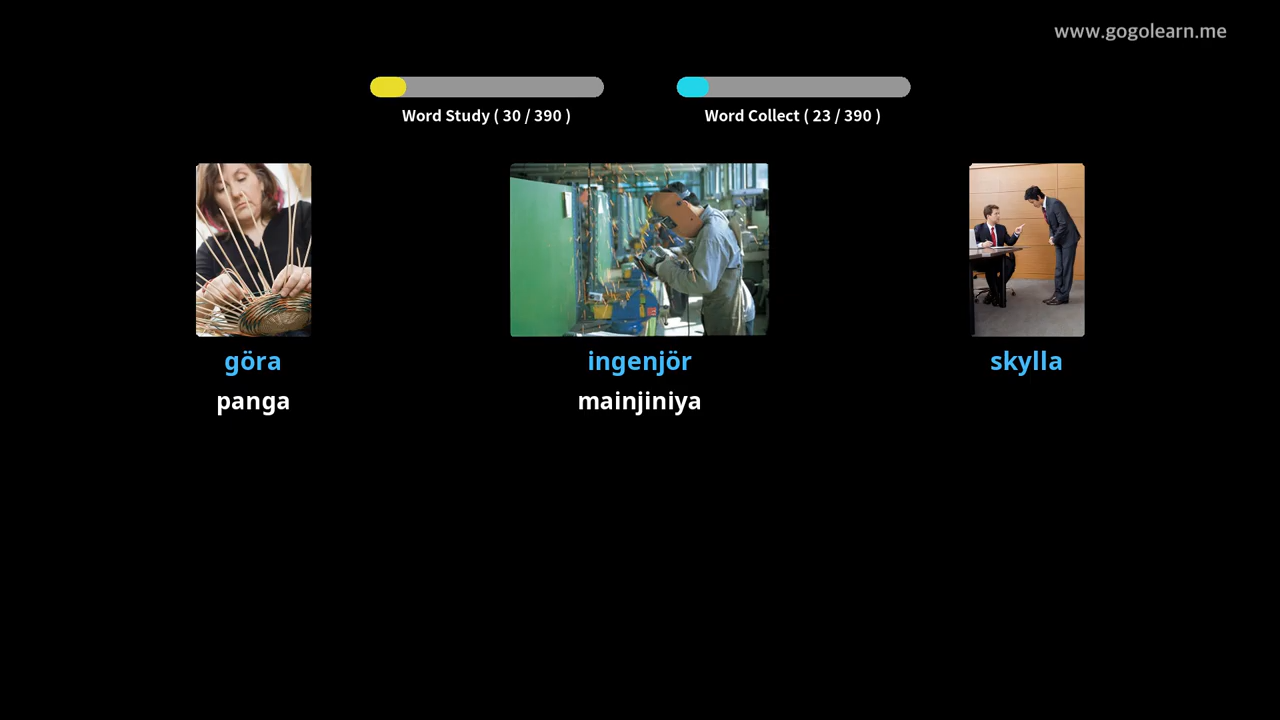 www.gogolearn.me
Word Study ( 30 / 390 )
Word Collect ( 23 / 390 )
göra
ingenjör
skylla
panga
mainjiniya